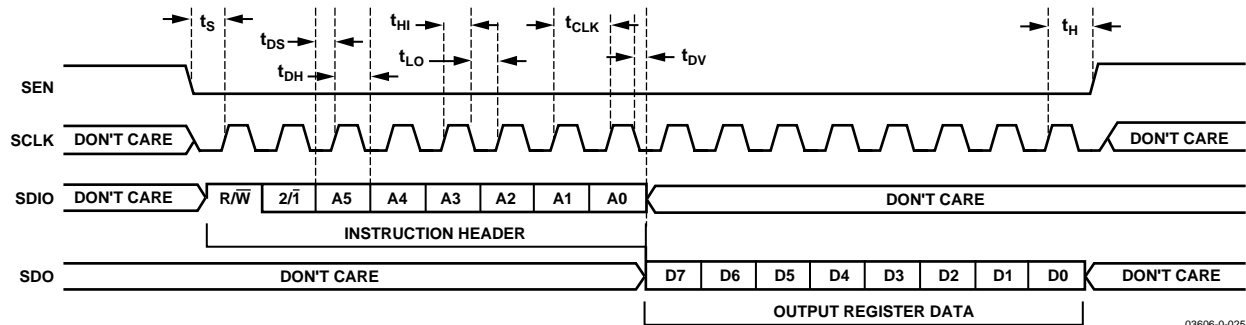 tS
tHI
tCLK
tH
tDS
tLO
tDV
tDH
SEN
SCLK DON'T CARE DON'T CARE
SDIO DON'T CARE R/W̅ 2/1̅ A5 A4 A3 A2 A1 A0 DON'T CARE
INSTRUCTION HEADER
SDO DON'T CARE D7 D6 D5 D4 D3 D2 D1 D0 DON'T CARE
OUTPUT REGISTER DATA
03606-0-025